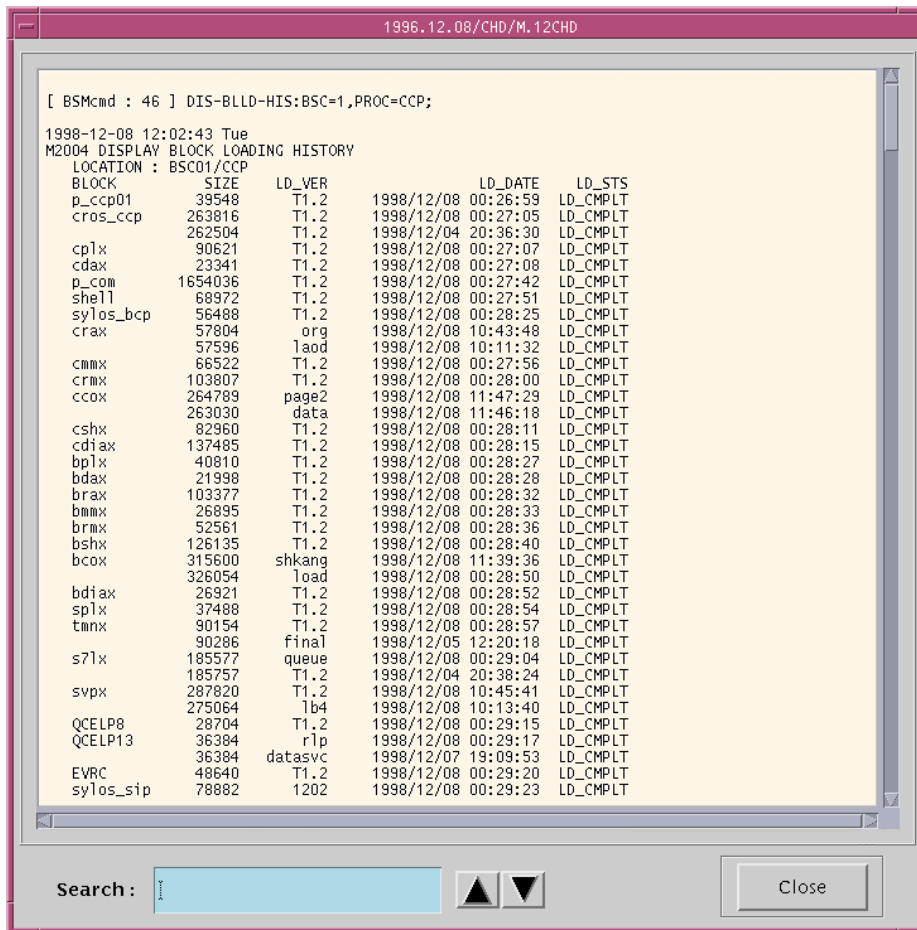 1996.12.08/CHD/M.12CHD
[ BSMcmd : 46 ] DIS-BLLD-HIS:BSC=1,PROC=CCP;
1998-12-08 12:02:43 Tue
M2004 DISPLAY BLOCK LOADING HISTORY
LOCATION : BSC01/CCP
BLOCK SIZE LD_VER LD_DATE LD_STS
p_ccp01 39548 T1.2 1998/12/08 00:26:59 LD_CMPLT
cros_ccp 263816 T1.2 1998/12/08 00:27:05 LD_CMPLT
262504 T1.2 1998/12/04 20:36:30 LD_CMPLT
cplx 90621 T1.2 1998/12/08 00:27:07 LD_CMPLT
cdax 23341 T1.2 1998/12/08 00:27:08 LD_CMPLT
p_com 1654036 T1.2 1998/12/08 00:27:42 LD_CMPLT
shell 68972 T1.2 1998/12/08 00:27:51 LD_CMPLT
sylos_bcp 56488 T1.2 1998/12/08 00:28:25 LD_CMPLT
crax 57804 org 1998/12/08 10:43:48 LD_CMPLT
57596 laod 1998/12/08 10:11:32 LD_CMPLT
cmmx 66522 T1.2 1998/12/08 00:27:56 LD_CMPLT
crmx 103807 T1.2 1998/12/08 00:28:00 LD_CMPLT
ccox 264789 page2 1998/12/08 11:47:29 LD_CMPLT
263030 data 1998/12/08 11:46:18 LD_CMPLT
cshx 82960 T1.2 1998/12/08 00:28:11 LD_CMPLT
cdiax 137485 T1.2 1998/12/08 00:28:15 LD_CMPLT
bplx 40810 T1.2 1998/12/08 00:28:27 LD_CMPLT
bdax 21998 T1.2 1998/12/08 00:28:28 LD_CMPLT
brax 103377 T1.2 1998/12/08 00:28:32 LD_CMPLT
bmmx 26895 T1.2 1998/12/08 00:28:33 LD_CMPLT
brmx 52561 T1.2 1998/12/08 00:28:36 LD_CMPLT
bshx 126135 T1.2 1998/12/08 00:28:40 LD_CMPLT
bcox 315600 shkang 1998/12/08 11:39:36 LD_CMPLT
326054 load 1998/12/08 00:28:50 LD_CMPLT
bdiax 26921 T1.2 1998/12/08 00:28:52 LD_CMPLT
splx 37488 T1.2 1998/12/08 00:28:54 LD_CMPLT
tmnx 90154 T1.2 1998/12/08 00:28:57 LD_CMPLT
90286 final 1998/12/05 12:20:18 LD_CMPLT
s7lx 185577 queue 1998/12/08 00:29:04 LD_CMPLT
185757 T1.2 1998/12/04 20:38:24 LD_CMPLT
svpx 287820 T1.2 1998/12/08 10:45:41 LD_CMPLT
275064 lb4 1998/12/08 10:13:40 LD_CMPLT
QCELP8 28704 T1.2 1998/12/08 00:29:15 LD_CMPLT
QCELP13 36384 rlp 1998/12/08 00:29:17 LD_CMPLT
36384 datasvc 1998/12/07 19:09:53 LD_CMPLT
EVRC 48640 T1.2 1998/12/08 00:29:20 LD_CMPLT
sylos_sip 78882 1202 1998/12/08 00:29:23 LD_CMPLT
Search :
Close